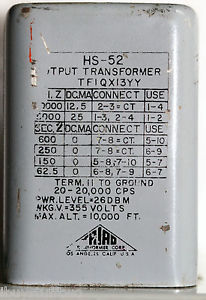 HS-52
TPUT TRANSFORMER
TF1QX13YY
I. Z DC.MA CONNECT USE
0000 12.5 2-3=CT 1-4
0000 25 1-3, 2-4 1-2
SEC, Z DC.MA CONNECT USE
600 0 7-8=CT. 5-10
250 0 7-8=CT 6-9
150 0 5-8, 7-10 5-7
62.5 0 6-8, 7-9 6-7
TERM. 11 TO GROUND
20-20,000 CPS
PWR. LEVEL=26DBM
WKG.V=355 VOLTS
MAX. ALT.=10,000 FT.
TRIAD
TRANSFORMER CORP.
LOS ANGELES CALIF. U.S.A.